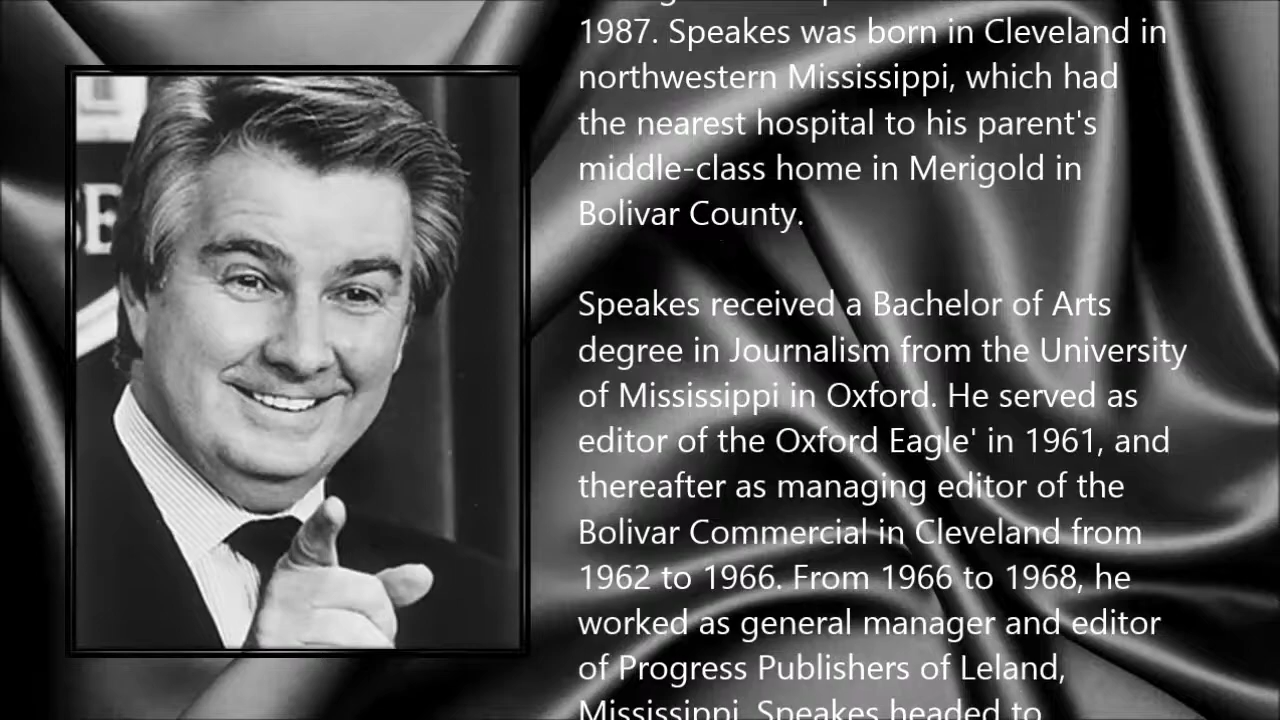 1987. Speakes was born in Cleveland in
northwestern Mississippi, which had
the nearest hospital to his parent's
middle-class home in Merigold in
Bolivar County.
Speakes received a Bachelor of Arts
degree in Journalism from the University
of Mississippi in Oxford. He served as
editor of the Oxford Eagle' in 1961, and
thereafter as managing editor of the
Bolivar Commercial in Cleveland from
1962 to 1966. From 1966 to 1968, he
worked as general manager and editor
of Progress Publishers of Leland,
Mississippi. Speakes headed to